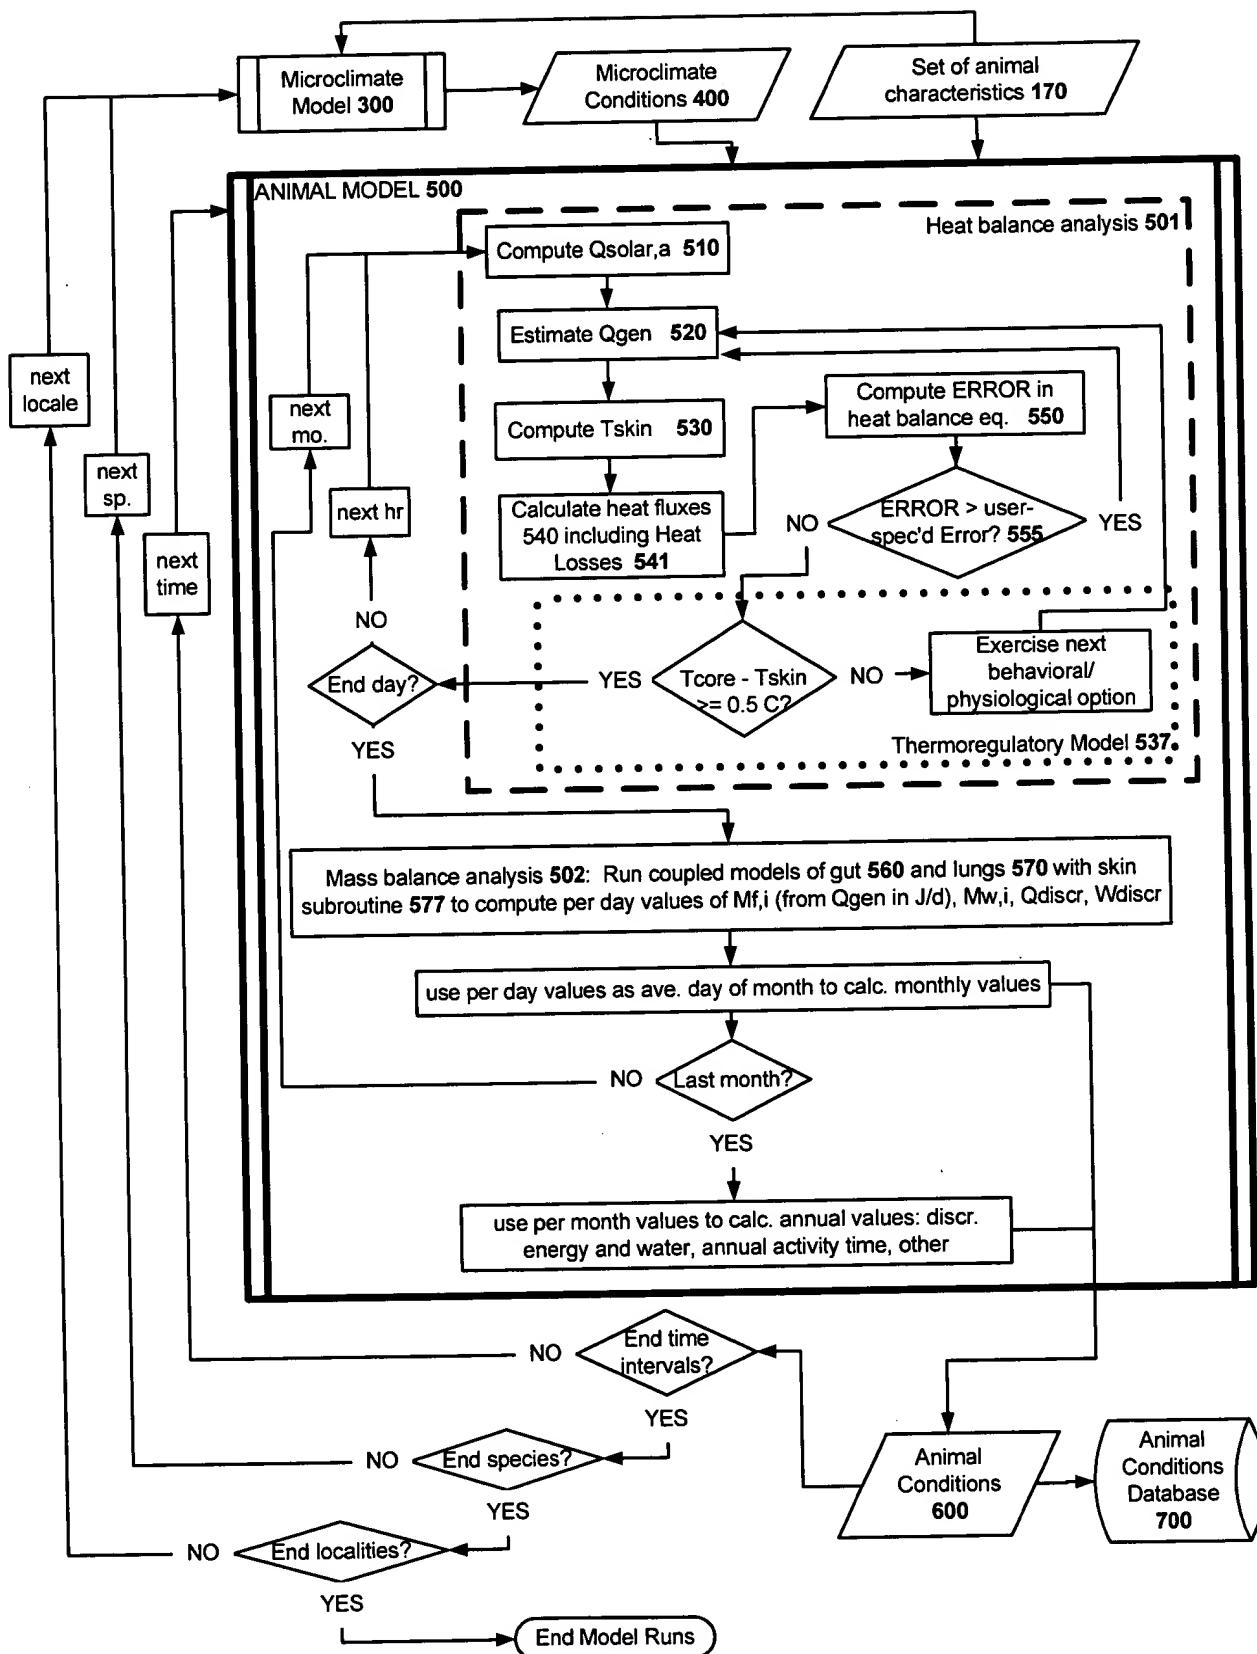 Microclimate
Model 300
Microclimate
Conditions 400
Set of animal
characteristics 170
ANIMAL MODEL 500
Heat balance analysis 501
Compute Qsolar,a 510
Estimate Qgen 520
Compute Tskin 530
Calculate heat fluxes
540 including Heat
Losses 541
Compute ERROR in
heat balance eq. 550
ERROR > user-
spec'd Error? 555
NO
YES
next
locale
next
sp.
next
time
next
mo.
next hr
NO
End day?
YES
YES
Tcore - Tskin
>= 0.5 C?
NO
Exercise next
behavioral/
physiological option
Thermoregulatory Model 537
Mass balance analysis 502: Run coupled models of gut 560 and lungs 570 with skin
subroutine 577 to compute per day values of Mf,i (from Qgen in J/d), Mw,i, Qdiscr, Wdiscr
use per day values as ave. day of month to calc. monthly values
NO
Last month?
YES
use per month values to calc. annual values: discr.
energy and water, annual activity time, other
NO
End time
intervals?
YES
NO
End species?
YES
NO
End localities?
YES
End Model Runs
Animal
Conditions
600
Animal
Conditions
Database
700